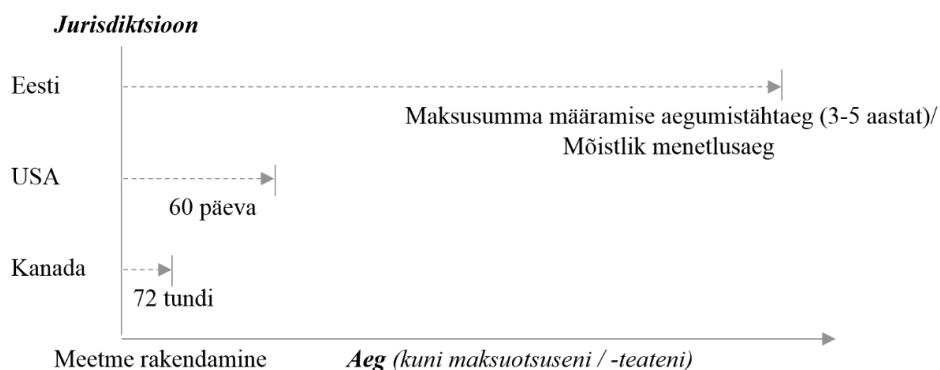 Jurisdiktsioon
Eesti
Maksusumma määramise aegumistähtaeg (3-5 aastat)/
Mõistlik menetlusaeg
USA
60 päeva
Kanada
72 tundi
Meetme rakendamine
Aeg (kuni maksuotsuseni / -teateni)